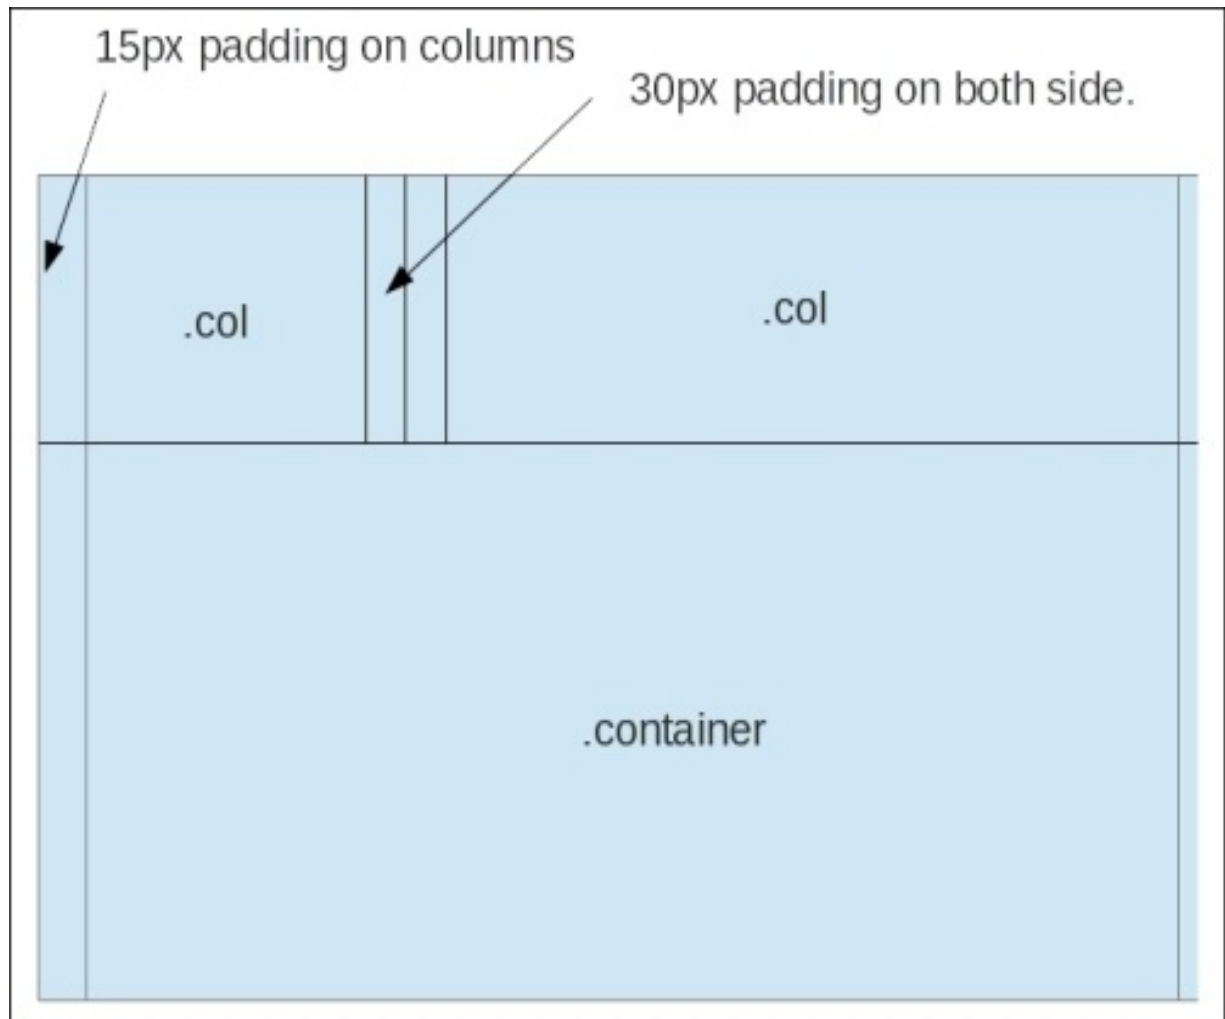 15px padding on columns
30px padding on both side.
.col
.col
.container